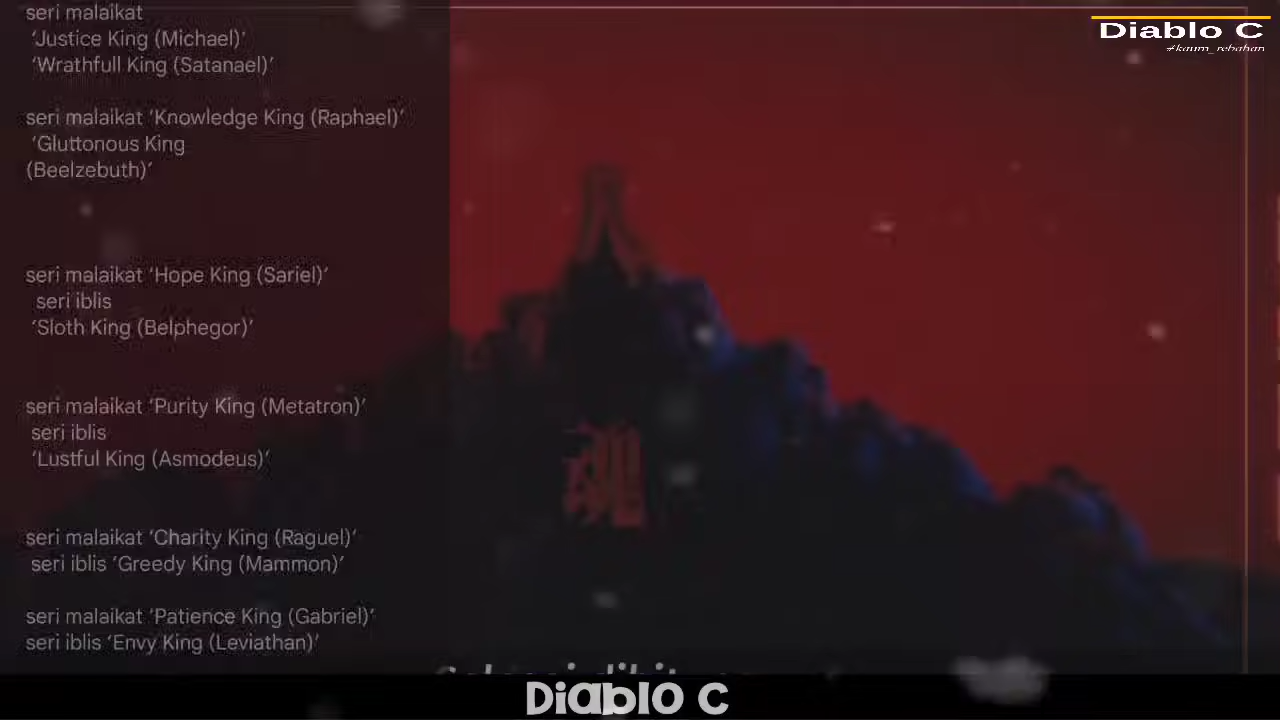 seri malaikat
‘Justice King (Michael)’
‘Wrathfull King (Satanael)’
seri malaikat ‘Knowledge King (Raphael)’
‘Gluttonous King
(Beelzebuth)’
seri malaikat ‘Hope King (Sariel)’
seri iblis
‘Sloth King (Belphegor)’
seri malaikat ‘Purity King (Metatron)’
seri iblis
‘Lustful King (Asmodeus)’
seri malaikat ‘Charity King (Raguel)’
seri iblis ‘Greedy King (Mammon)’
seri malaikat ‘Patience King (Gabriel)’
seri iblis ‘Envy King (Leviathan)’
Diablo C
#kaum_rebahan
Diablo C